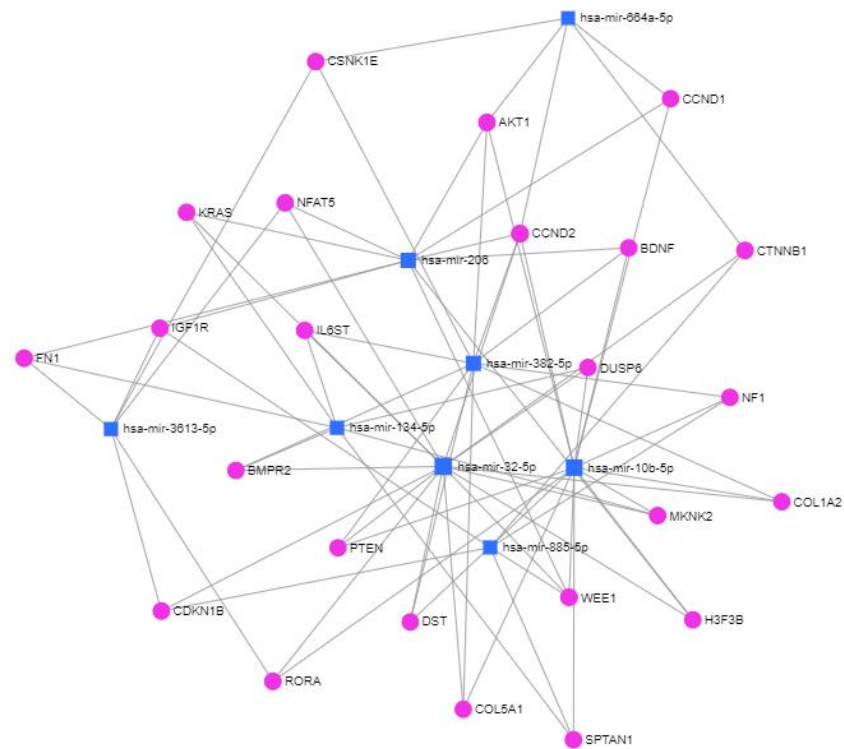 hsa-mir-664a-5p
CSNK1E
CCND1
AKT1
NFAT5
KRAS
CCND2
BDNF
CTNNB1
hsa-mir-206
IGF1R
IL6ST
FN1
hsa-mir-382-5p
DUSP6
NF1
hsa-mir-3613-5p
hsa-mir-134-5p
BMPR2
hsa-mir-32-5p
hsa-mir-10b-5p
COL1A2
MKNK2
PTEN
hsa-mir-885-5p
WEE1
CDKN1B
DST
H3F3B
RORA
COL5A1
SPTAN1